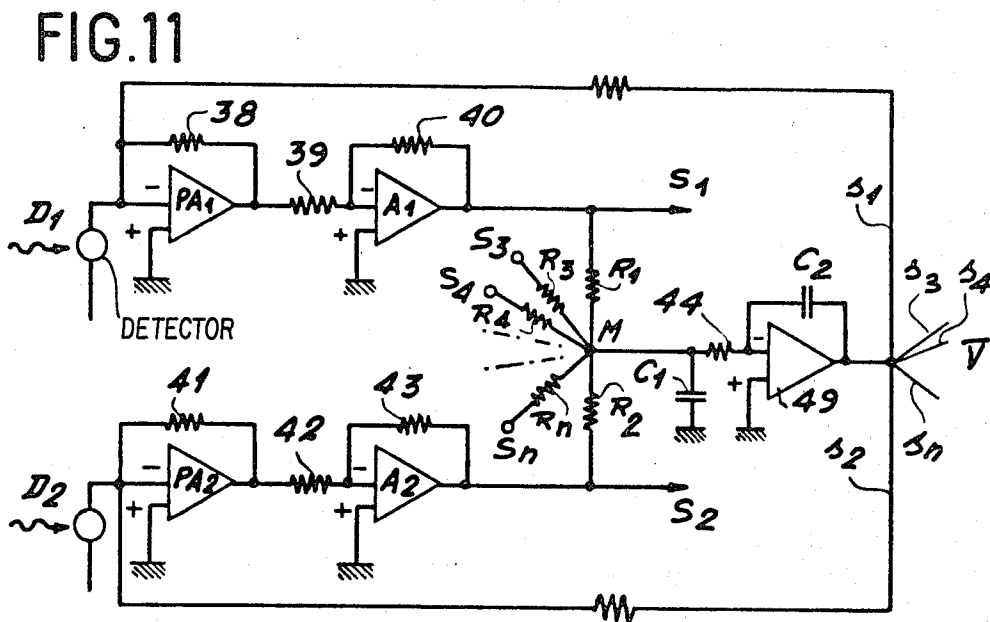 FIG.11
38
39
40
PA1
A1
- + - +
D1
DETECTOR
S1
S3
R3
S4
R4
R1
M
44
C2
C1
- +
49
R2
Rn
Sn
s1
s3
s4
V̅
sn
s2
41
42
43
PA2
A2
- + - +
D2
S2